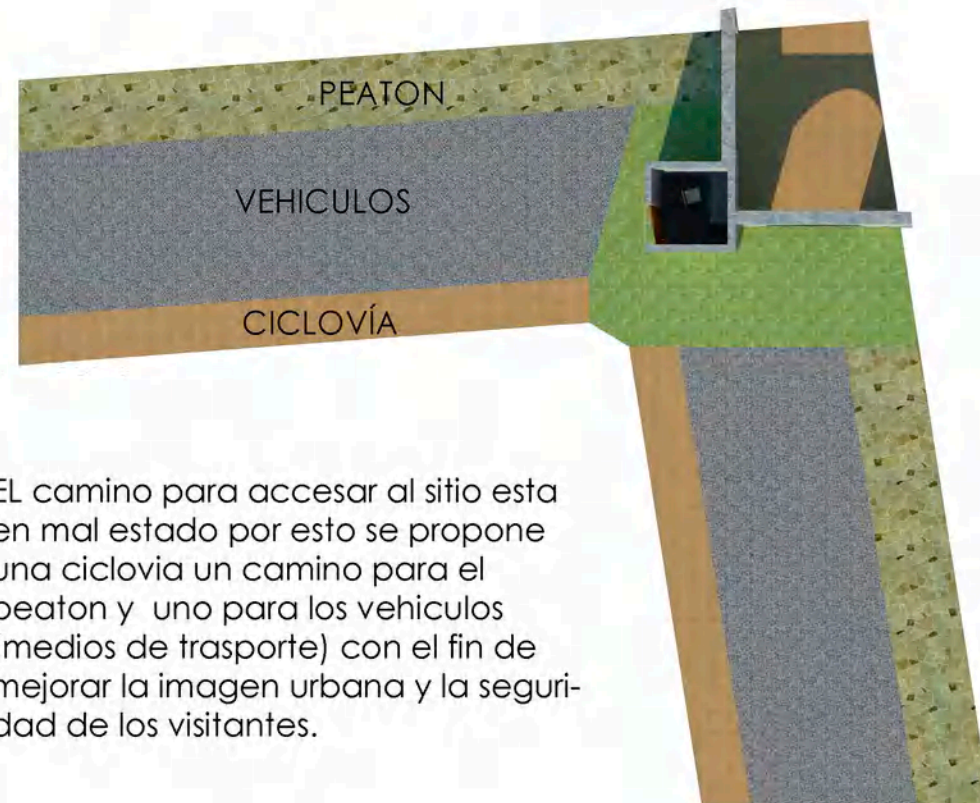 PEATON
VEHICULOS
CICLOVÍA
EL camino para accesar al sitio esta
en mal estado por esto se propone
una ciclovia un camino para el
peaton y uno para los vehiculos
(medios de trasporte) con el fin de
mejorar la imagen urbana y la seguri-
dad de los visitantes.